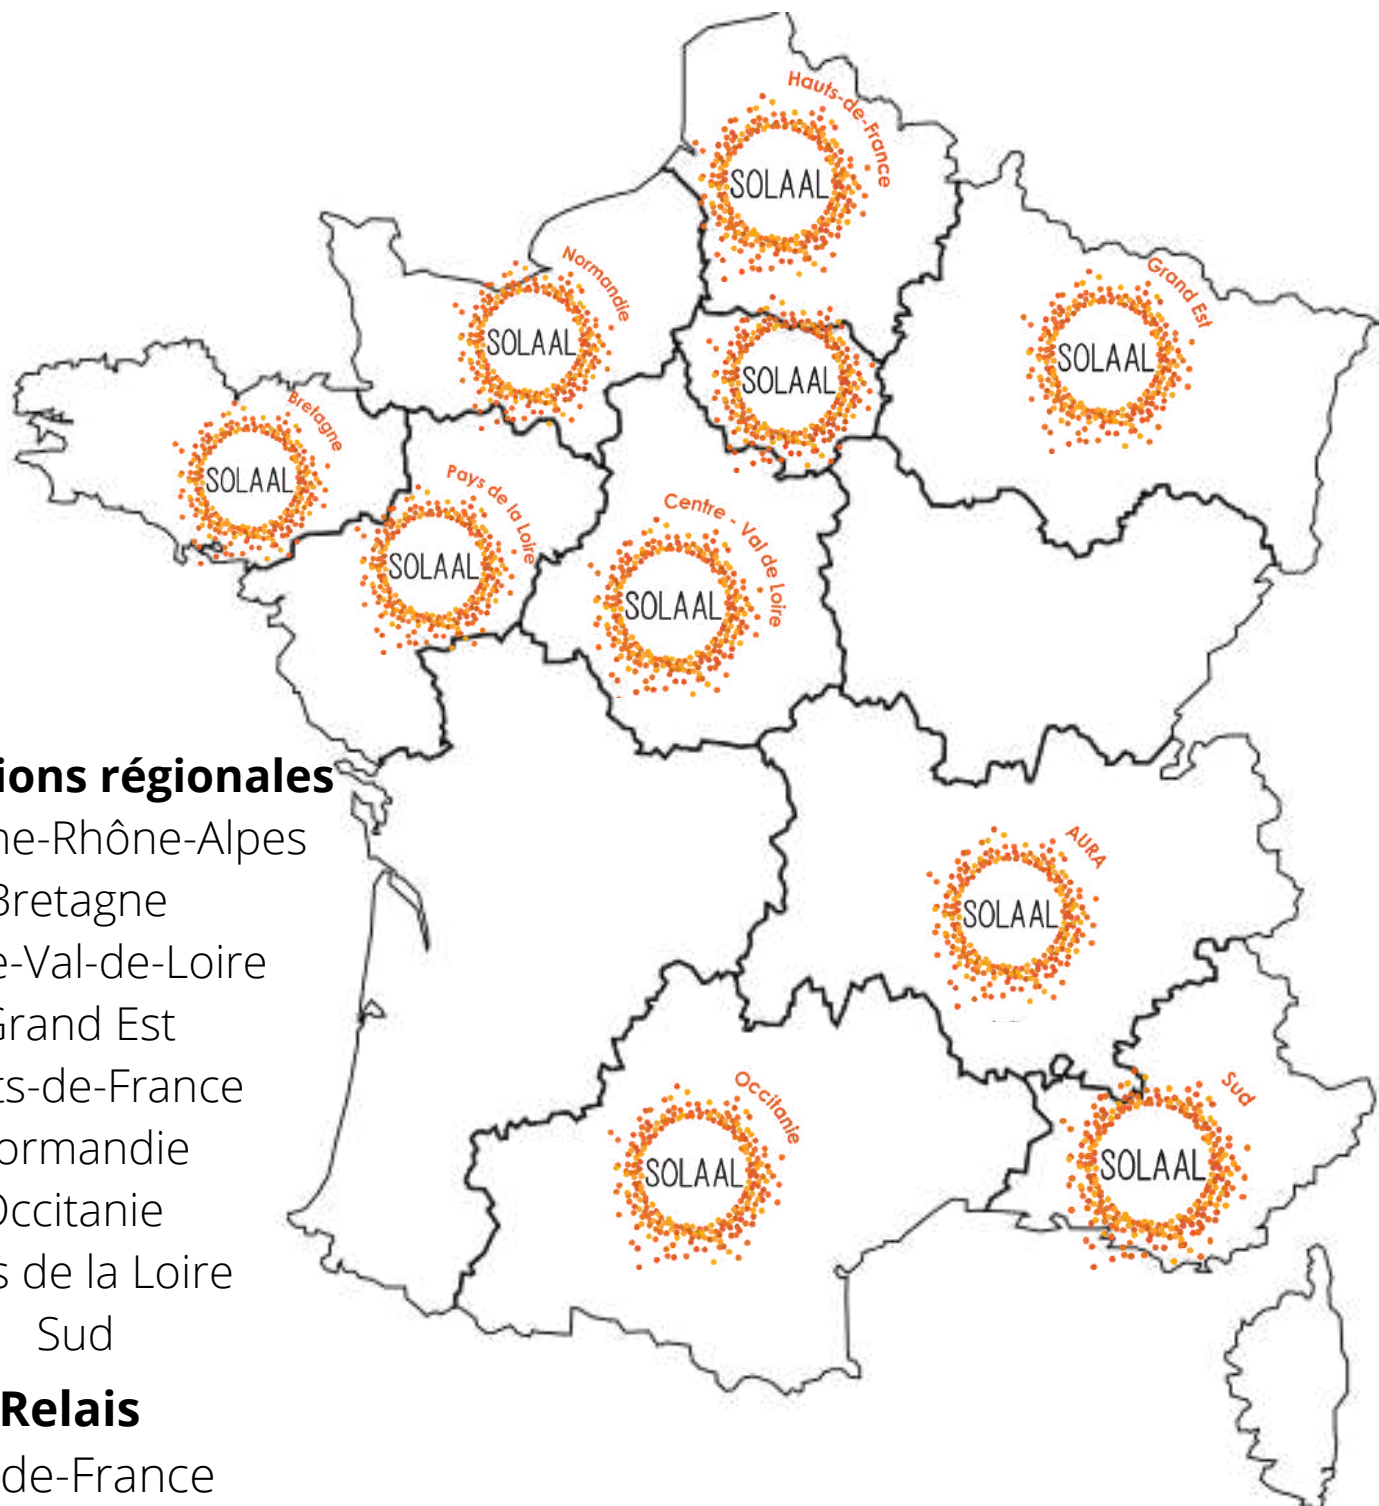 Hauts-de-France
SOLAAL
Normandie
SOLAAL
Grand Est
SOLAAL
SOLAAL
Bretagne
SOLAAL
Pays de la Loire
SOLAAL
Centre - Val de Loire
SOLAAL
AURA
SOLAAL
Occitanie
SOLAAL
Sud
SOLAAL
ions régionales
ne-Rhône-Alpes
Bretagne
e-Val-de-Loire
Grand Est
ts-de-France
ormandie
Occitanie
s de la Loire
Sud
Relais
de-France